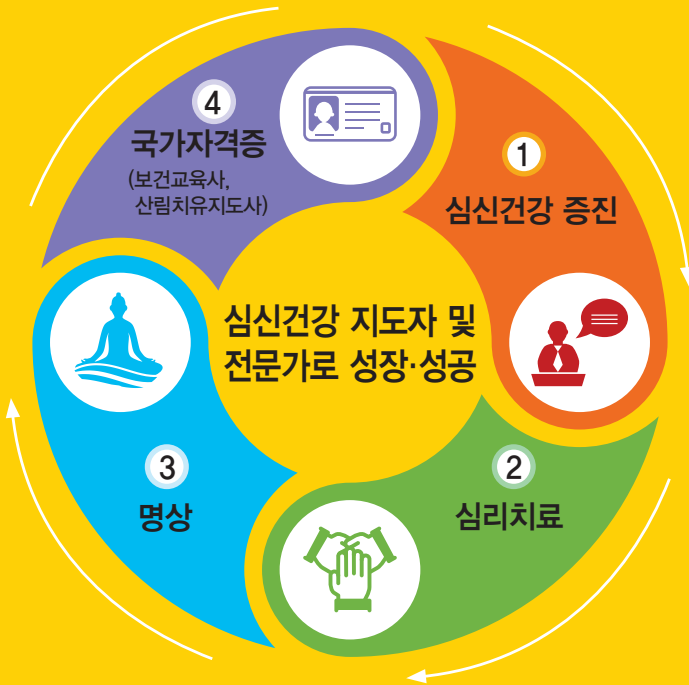 ①
심신건강 증진
②
심리치료
③
명상
④
국가자격증
(보건교육사,
산림치유지도사)
심신건강 지도자 및
전문가로 성장·성공